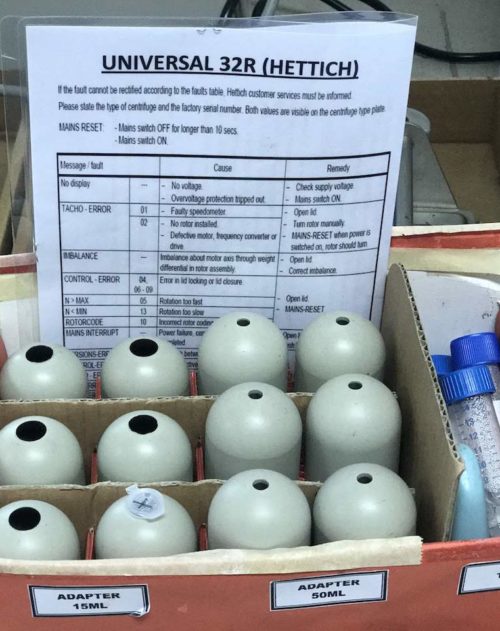 UNIVERSAL 32R (HETTICH)
If the fault cannot be rectified according to the faults table, Hettich customer services must be informed.
Please state the type of centrifuge and the factory serial number. Both values are visible on the centrifuge type plate.
MAINS RESET: - Mains switch OFF for longer than 10 secs.
- Mains switch ON.
Message / fault Cause Remedy
No display --- - No voltage. - Check supply voltage.
- Overvoltage protection tripped out. - Mains switch ON.
TACHO - ERROR 01 - Faulty speedometer. - Open lid.
02 - No rotor installed. - Turn rotor manually.
- Defective motor, frequency converter or - MAINS-RESET when power is
drive. switched on, rotor should turn.
IMBALANCE --- Imbalance about motor axis through weight - Open lid.
differential in rotor assembly. - Correct imbalance.
CONTROL - ERROR 04, Error in lid locking or lid closure
06 - 09
- Open lid.
N > MAX 05 Rotation too fast - MAINS-RESET
N < MIN 13 Rotation too slow
ROTORCODE 10 Incorrect rotor coding
MAINS INTERRUPT --- Power failure,
ADAPTER
15ML
ADAPTER
50ML